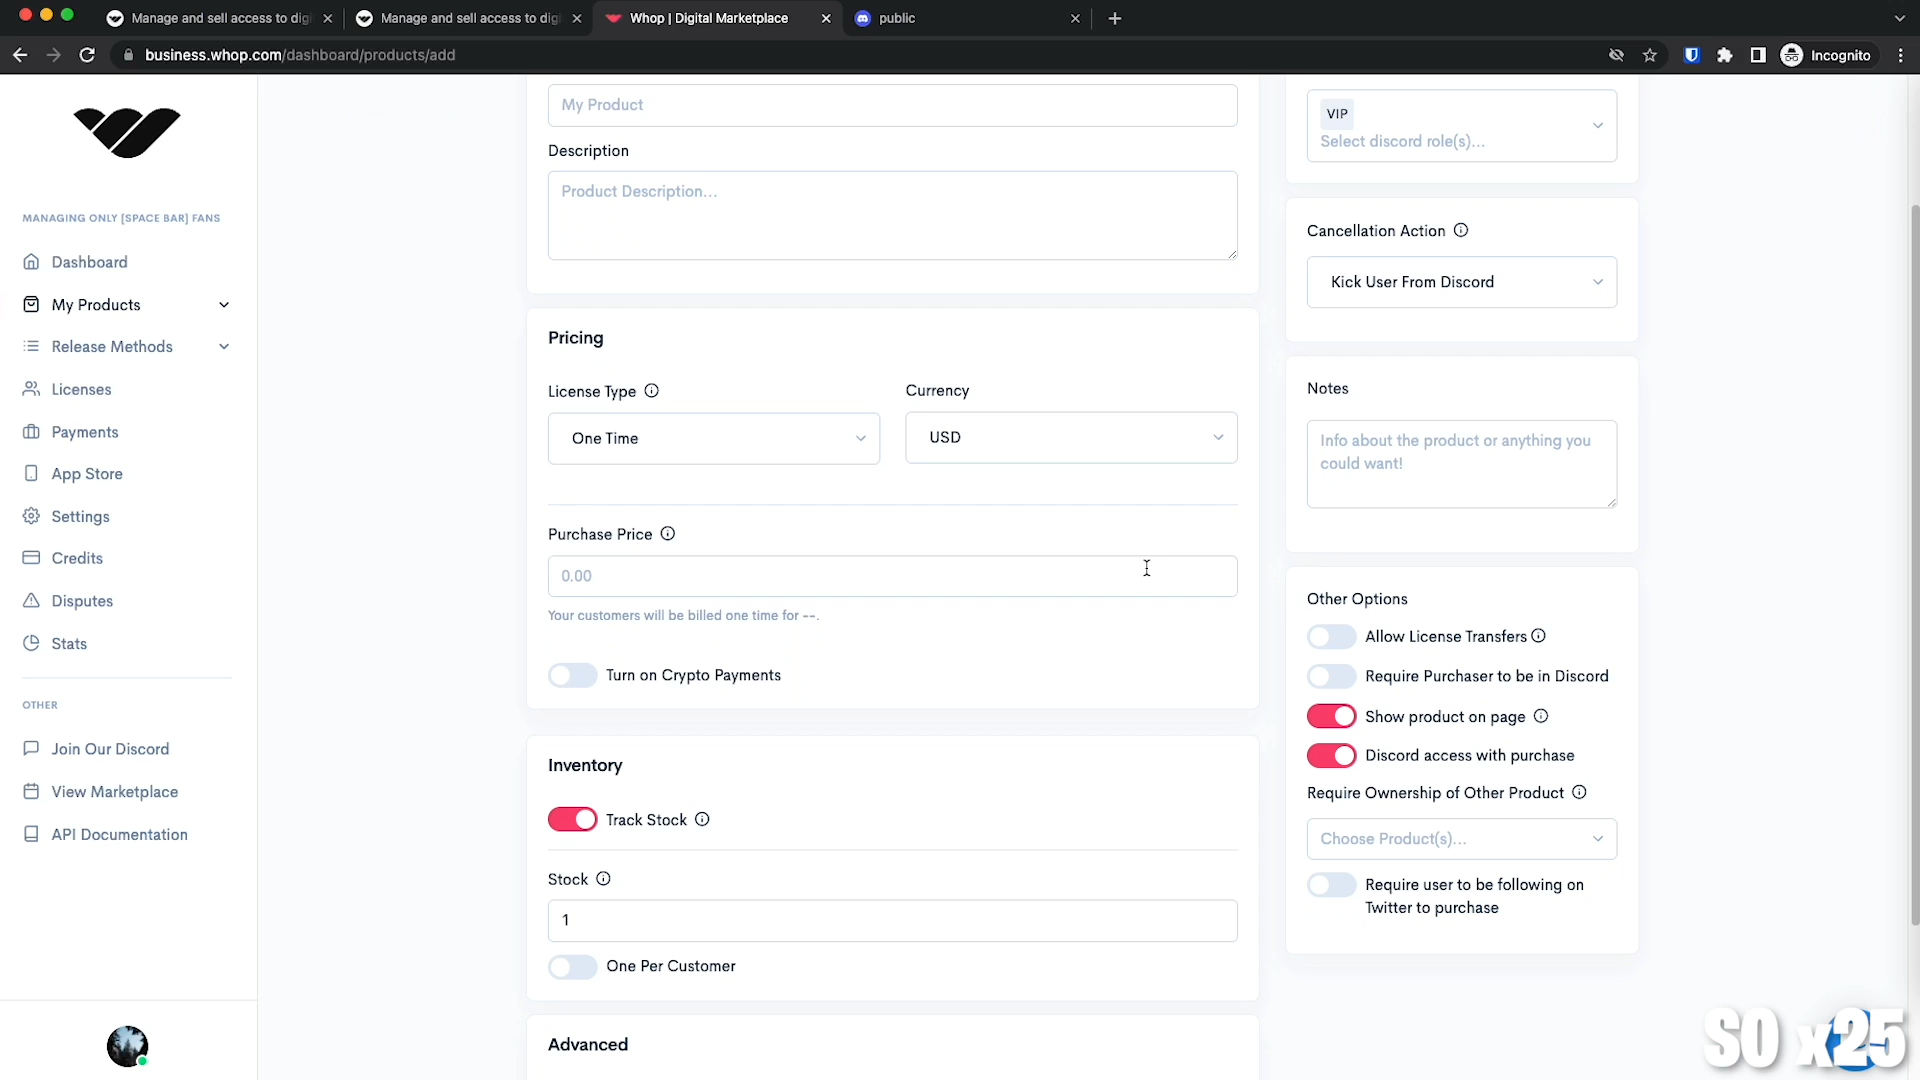 Manage and sell access to dig
Manage and sell access to dig
Whop | Digital Marketplace
public
business.whop.com/dashboard/products/add
Incognito
MANAGING ONLY [SPACE BAR] FANS
Dashboard
My Products
Release Methods
Licenses
Payments
App Store
Settings
Credits
Disputes
Stats
OTHER
Join Our Discord
View Marketplace
API Documentation
My Product
Description
Product Description...
Pricing
License Type
Currency
One Time
USD
Purchase Price
0.00
Your customers will be billed one time for --.
Turn on Crypto Payments
Inventory
Track Stock
Stock
1
One Per Customer
Advanced
VIP
Select discord role(s)...
Cancellation Action
Kick User From Discord
Notes
Info about the product or anything you
could want!
Other Options
Allow License Transfers
Require Purchaser to be in Discord
Show product on page
Discord access with purchase
Require Ownership of Other Product
Choose Product(s)...
Require user to be following on
Twitter to purchase
SO x25